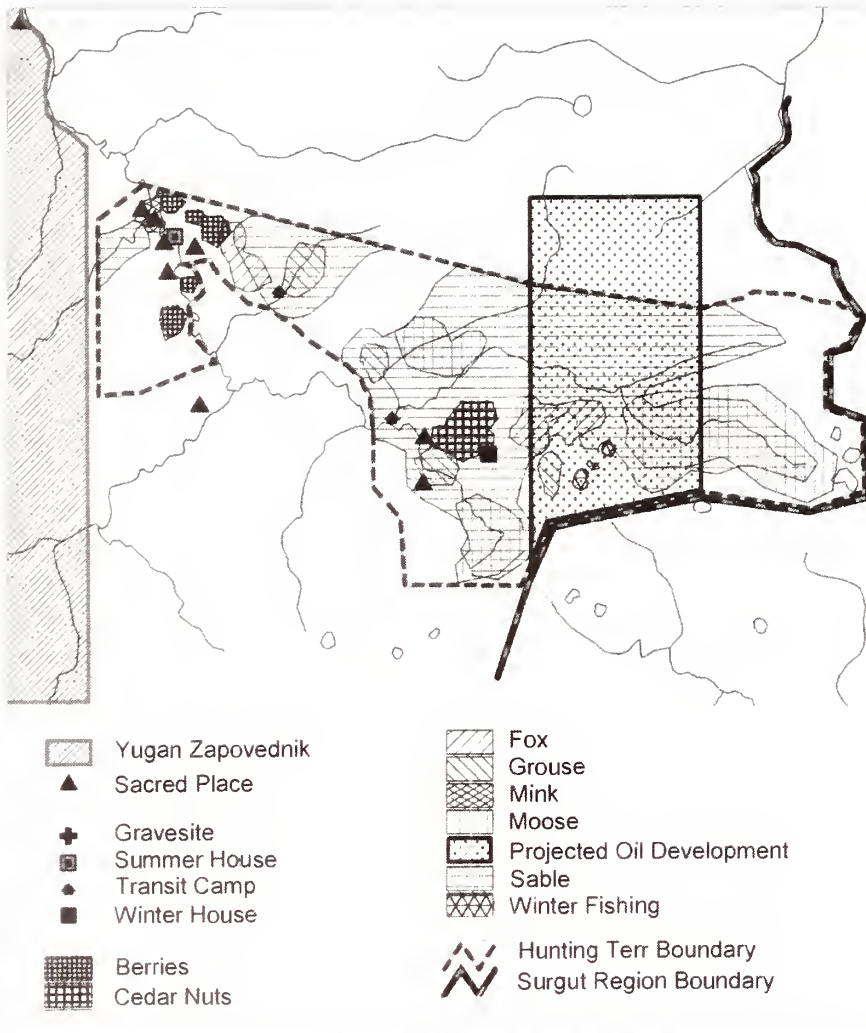 Yugan Zapovednik
Sacred Place
Gravesite
Summer House
Transit Camp
Winter House
Berries
Cedar Nuts
Fox
Grouse
Mink
Moose
Projected Oil Development
Sable
Winter Fishing
Hunting Terr Boundary
Surgut Region Boundary